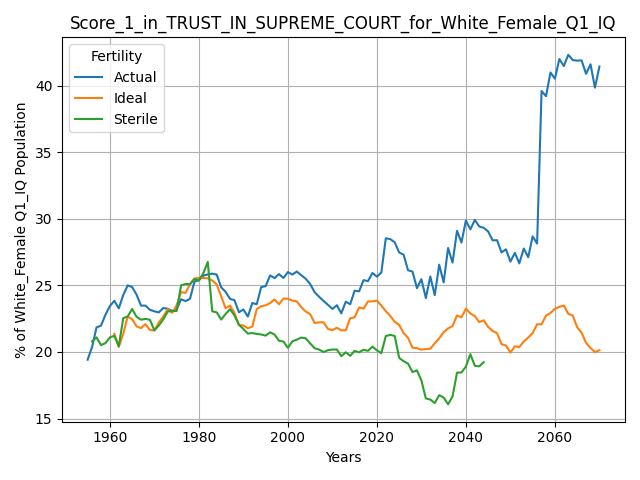 Score_1_in_TRUST_IN_SUPREME_COURT_for_White_Female_Q1_IQ
Fertility
Actual
Ideal
Sterile
% of White_Female Q1_IQ Population
40
35
30
25
20
15
1960
1980
2000
2020
2040
2060
Years